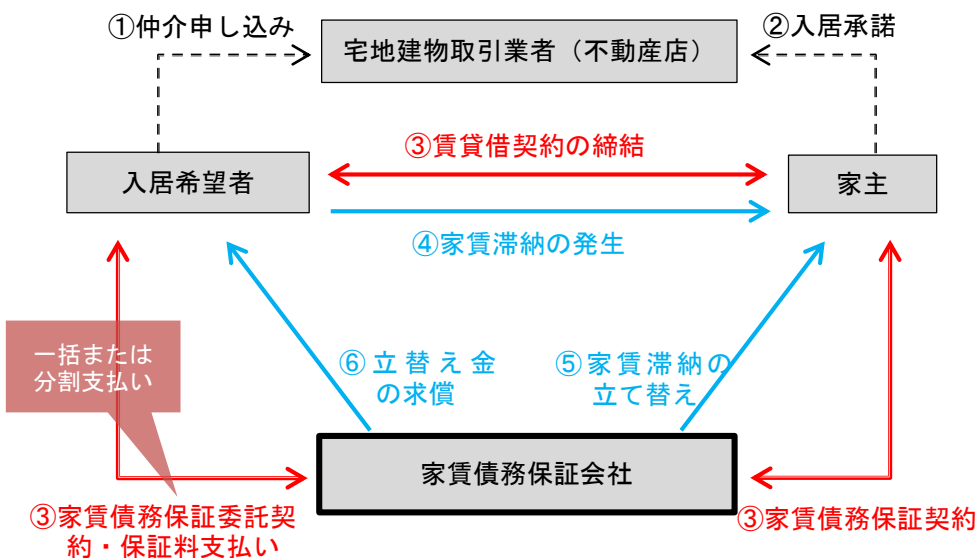 ①仲介申し込み
②入居承諾
宅地建物取引業者（不動産店）
③賃貸借契約の締結
入居希望者
家主
④家賃滞納の発生
一括または
分割支払い
⑥立替え金
の求償
⑤家賃滞納の
立て替え
家賃債務保証会社
③家賃債務保証委託契
約・保証料支払い
③家賃債務保証契約